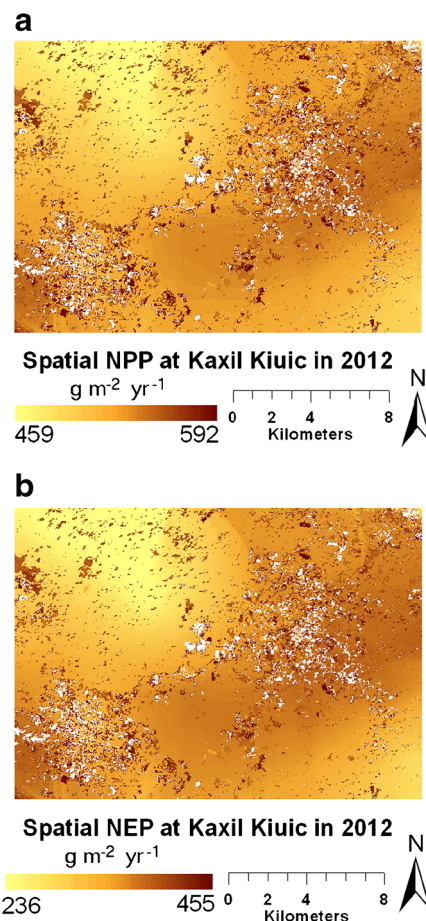 a
Spatial NPP at Kaxil Kiuic in 2012
g m-2 yr-1
459 592
0 2 4 8
Kilometers
N
b
Spatial NEP at Kaxil Kiuic in 2012
g m-2 yr-1
236 455
0 2 4 8
Kilometers
N